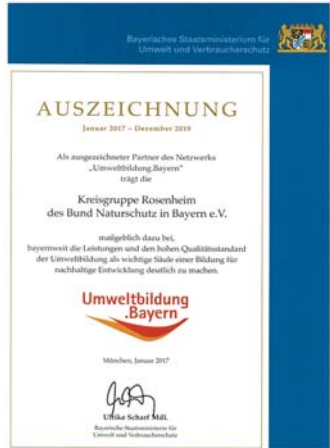 Bayerisches Staatsministerium für
Umwelt und Verbraucherschutz
AUSZEICHNUNG
Januar 2017 – Dezember 2019
Als ausgezeichneter Partner des Netzwerks
„Umweltbildung.Bayern"
trägt die
Kreisgruppe Rosenheim
des Bund Naturschutz in Bayern e.V.
maßgeblich dazu bei,
bayernweit die Leistungen und den hohen Qualitätsstandard
der Umweltbildung als wichtige Säule einer Bildung für
nachhaltige Entwicklung deutlich zu machen.
Umweltbildung
.Bayern
München, Januar 2017
Ulrike Scharf MdL
Bayerische Staatsministerin für
Umwelt und Verbraucherschutz